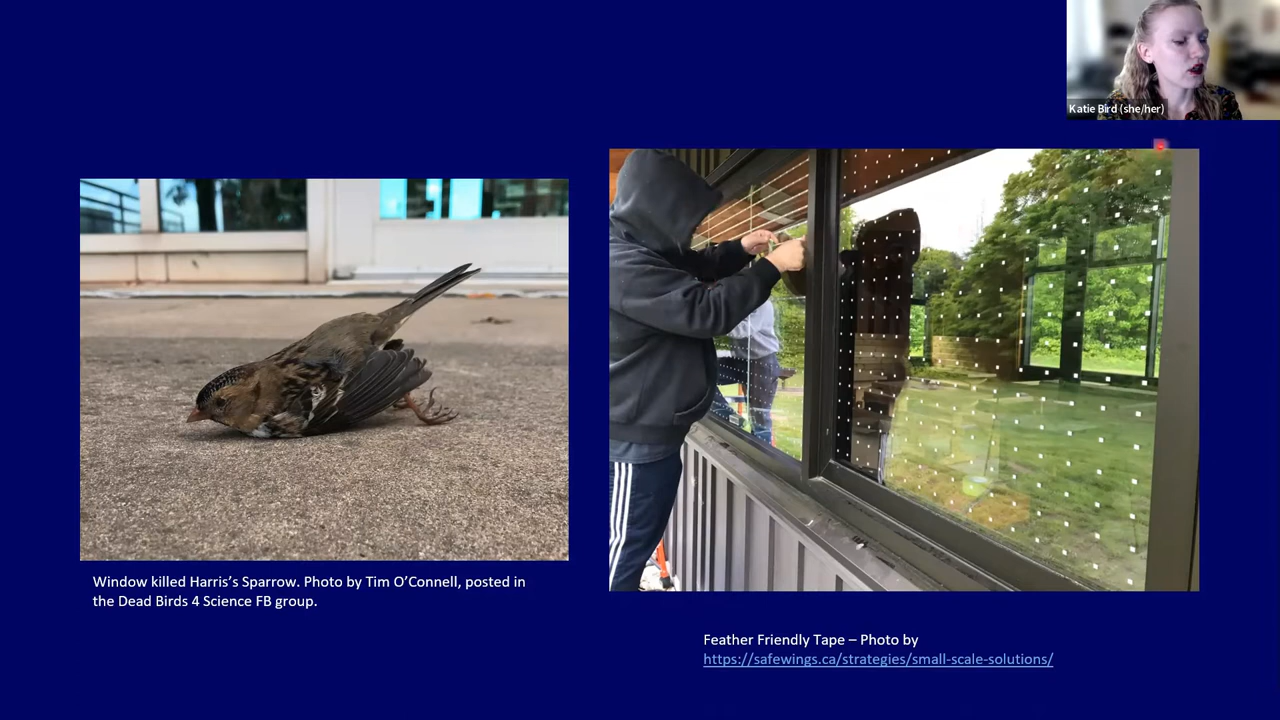 Katie Bird (she/her)
Window killed Harris’s Sparrow. Photo by Tim O’Connell, posted in
the Dead Birds 4 Science FB group.
Feather Friendly Tape – Photo by
https://safewings.ca/strategies/small-scale-solutions/